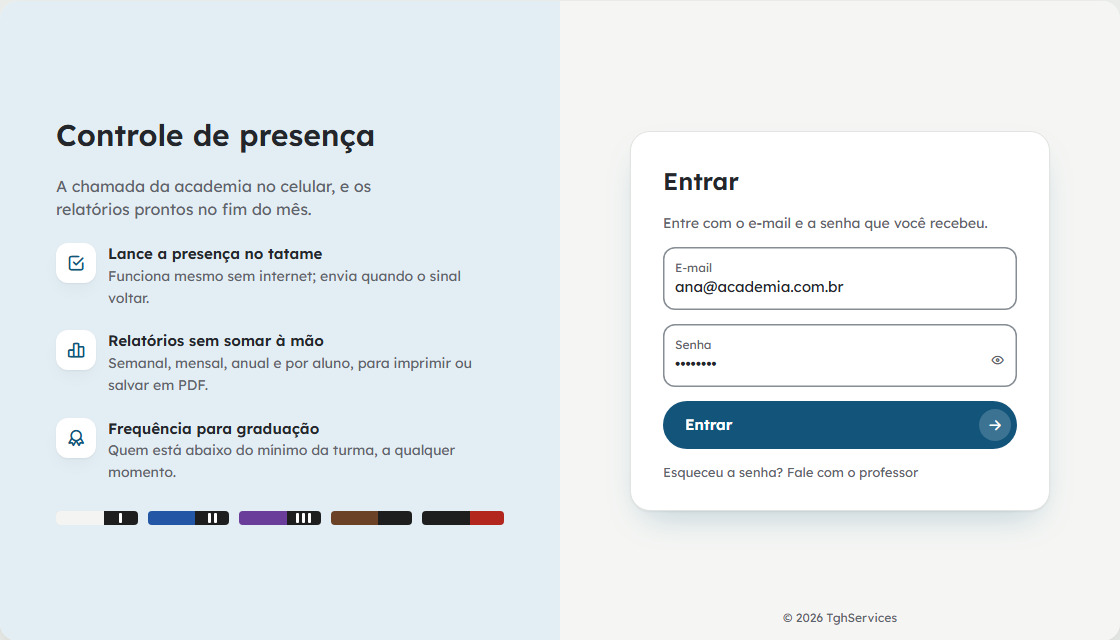 Controle de presença
A chamada da academia no celular, e os
relatórios prontos no fim do mês.
Lance a presença no tatame
Funciona mesmo sem internet; envia quando o sinal
voltar.
Relatórios sem somar à mão
Semanal, mensal, anual e por aluno, para imprimir ou
salvar em PDF.
Frequência para graduação
Quem está abaixo do mínimo da turma, a qualquer
momento.
Entrar
Entre com o e-mail e a senha que você recebeu.
E-mail
ana@academia.com.br
Senha
••••••••
Entrar
Esqueceu a senha? Fale com o professor
© 2026 TghServices